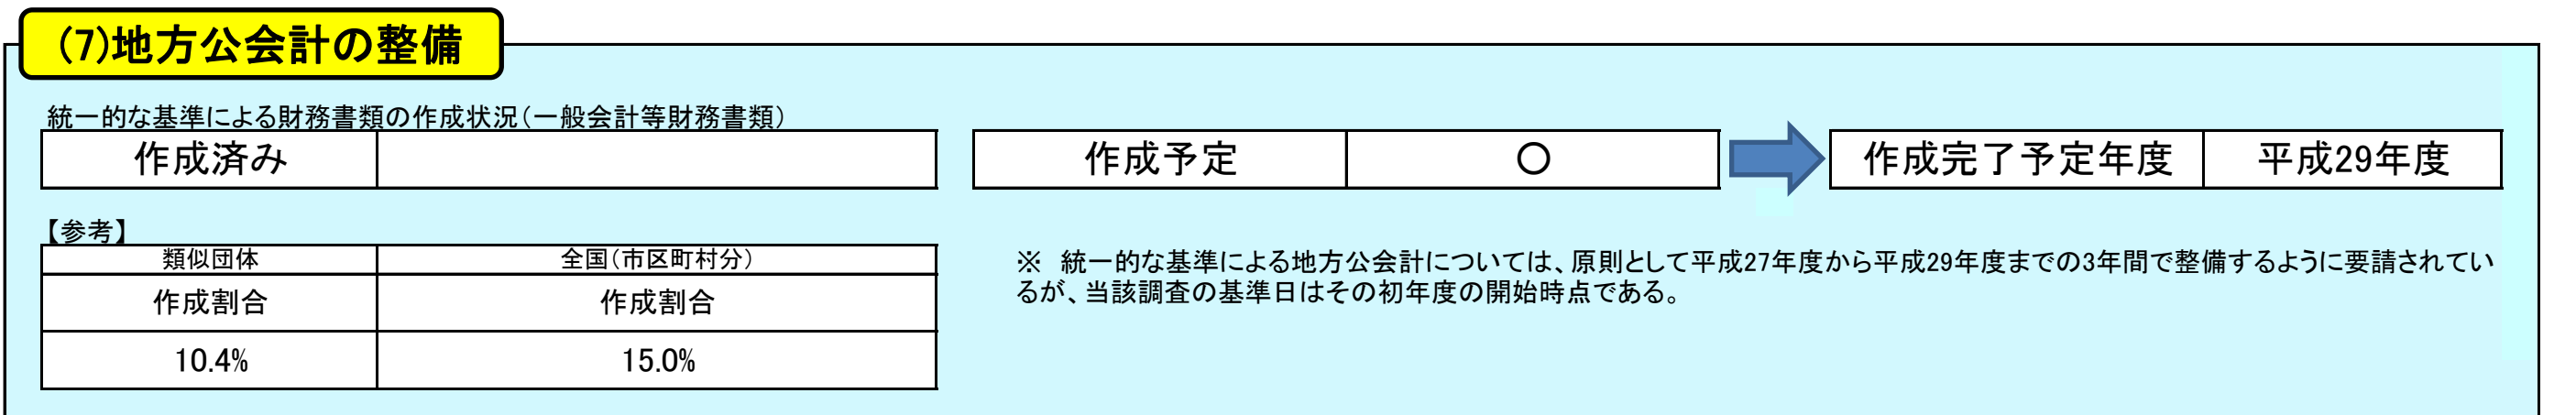 (7)地方公会計の整備
統一的な基準による財務書類の作成状況(一般会計等財務書類)
作成済み
作成予定 ○
作成完了予定年度 平成29年度
【参考】
類似団体 全国(市区町村分)
作成割合 作成割合
10.4% 15.0%
※ 統一的な基準による地方公会計については、原則として平成27年度から平成29年度までの3年間で整備するように要請されてい
るが、当該調査の基準日はその初年度の開始時点である。